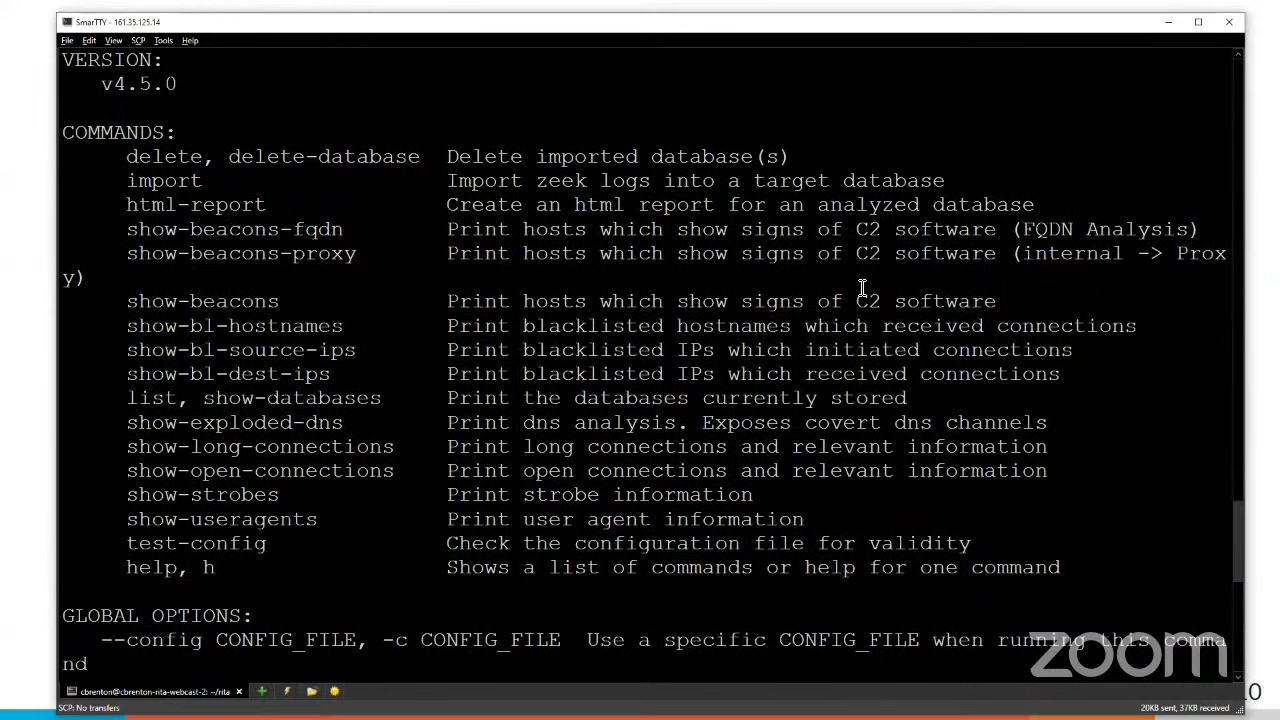 SmarTTY - 161.35.125.14
File Edit View SCP Tools Help
VERSION:
v4.5.0
COMMANDS:
delete, delete-database Delete imported database(s)
import Import zeek logs into a target database
html-report Create an html report for an analyzed database
show-beacons-fqdn Print hosts which show signs of C2 software (FQDN Analysis)
show-beacons-proxy Print hosts which show signs of C2 software (internal -> Prox
y)
show-beacons Print hosts which show signs of C2 software
show-bl-hostnames Print blacklisted hostnames which received connections
show-bl-source-ips Print blacklisted IPs which initiated connections
show-bl-dest-ips Print blacklisted IPs which received connections
list, show-databases Print the databases currently stored
show-exploded-dns Print dns analysis. Exposes covert dns channels
show-long-connections Print long connections and relevant information
show-open-connections Print open connections and relevant information
show-strobes Print strobe information
show-useragents Print user agent information
test-config Check the configuration file for validity
help, h Shows a list of commands or help for one command
GLOBAL OPTIONS:
--config CONFIG_FILE, -c CONFIG_FILE Use a specific CONFIG_FILE when running this comma
nd
zoom
cbrenton@cbrenton-rita-webcast-2: ~/rita
SCP: No transfers
20KB sent, 37KB received